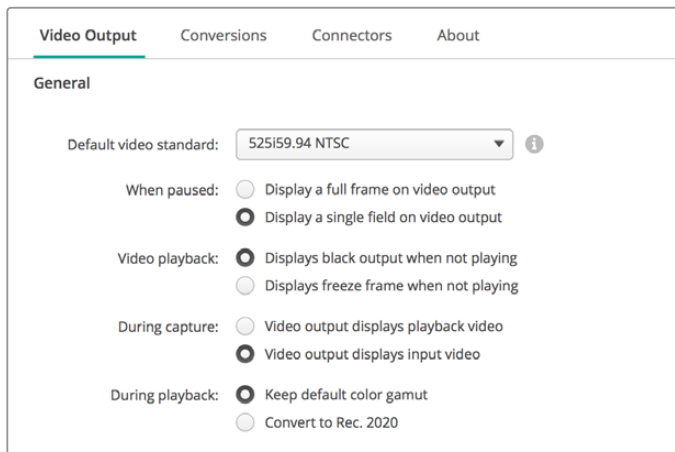 Video Output Conversions Connectors About
General
Default video standard: 525i59.94 NTSC
When paused: Display a full frame on video output
Display a single field on video output
Video playback: Displays black output when not playing
Displays freeze frame when not playing
During capture: Video output displays playback video
Video output displays input video
During playback: Keep default color gamut
Convert to Rec. 2020